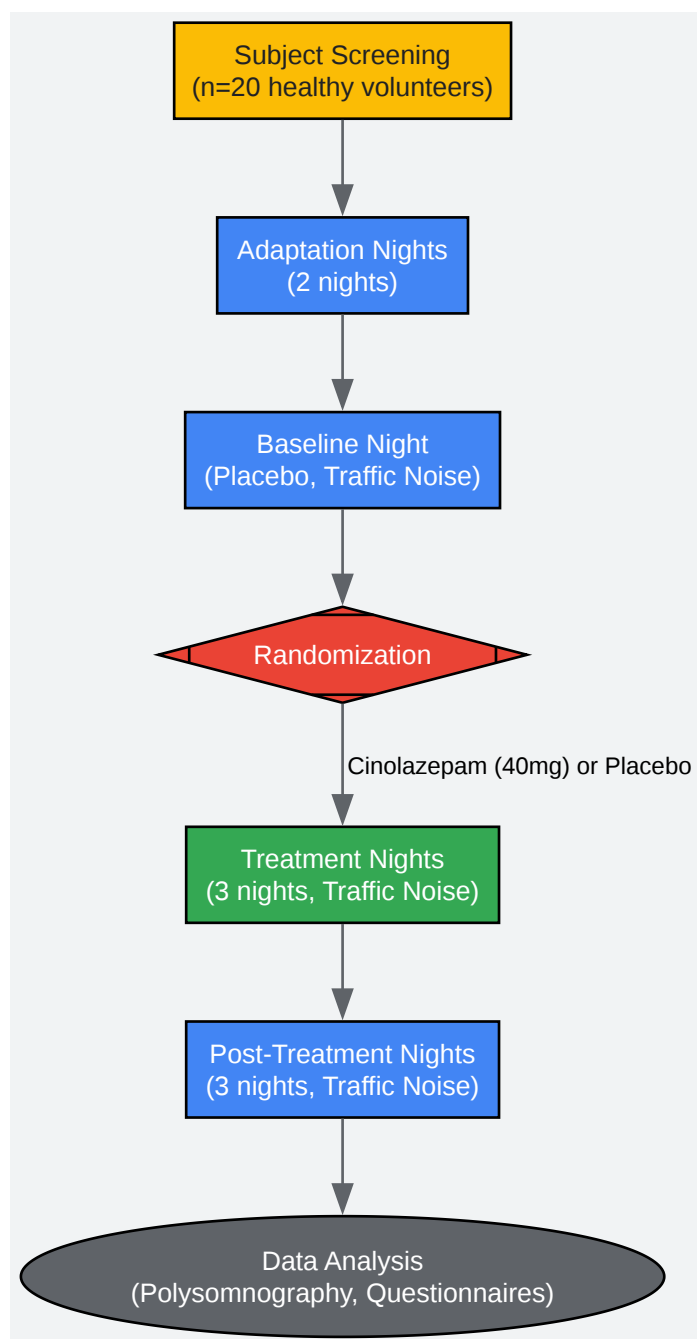 Subject Screening
(n=20 healthy volunteers)
Adaptation Nights
(2 nights)
Baseline Night
(Placebo, Traffic Noise)
Randomization
Cinolazepam (40mg) or Placebo
Treatment Nights
(3 nights, Traffic Noise)
Post-Treatment Nights
(3 nights, Traffic Noise)
Data Analysis
(Polysomnography, Questionnaires)